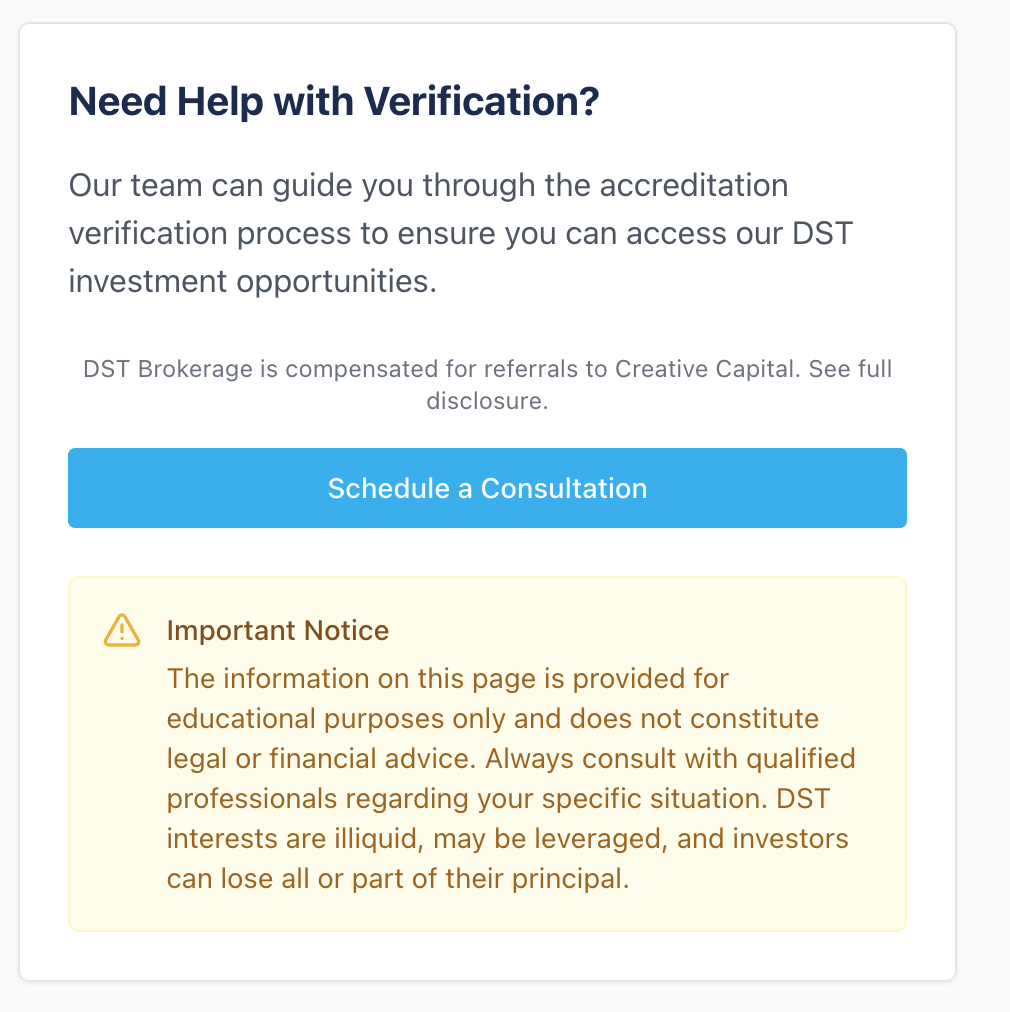 Need Help with Verification?
Our team can guide you through the accreditation
verification process to ensure you can access our DST
investment opportunities.
DST Brokerage is compensated for referrals to Creative Capital. See full
disclosure.
Schedule a Consultation
Important Notice
The information on this page is provided for
educational purposes only and does not constitute
legal or financial advice. Always consult with qualified
professionals regarding your specific situation. DST
interests are illiquid, may be leveraged, and investors
can lose all or part of their principal.